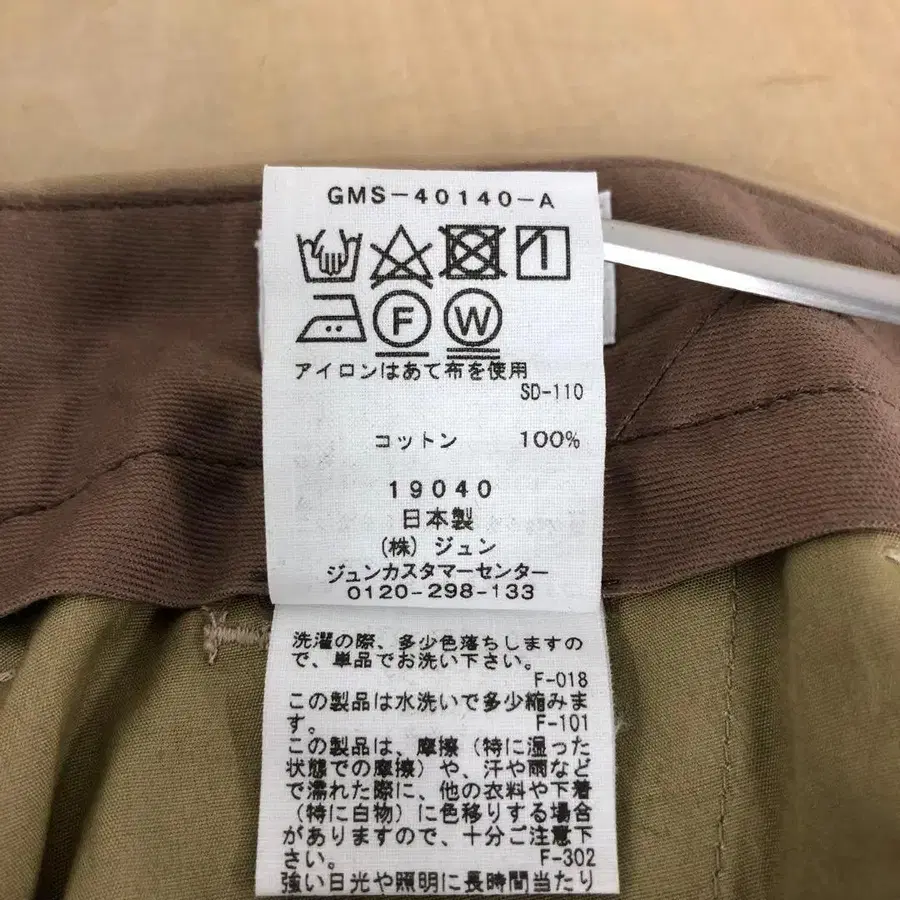 GMS-40140-A
F W
アイロンはあて布を使用
SD-110
コットン 100%
19040
日本製
(株) ジュン
ジュンカスタマーセンター
0120-298-133
洗濯の際、多少色落ちしますの
で、単品でお洗い下さい。
F-018
この製品は水洗いで多少縮みま
す。 F-101
この製品は、摩擦（特に湿った
状態での摩擦）や、汗や雨など
で濡れた際に、他の衣料や下着
（特に白物）に色移りする場合
がありますので、十分ご注意下
さい。 F-302
強い日光や照明に長時間当たり